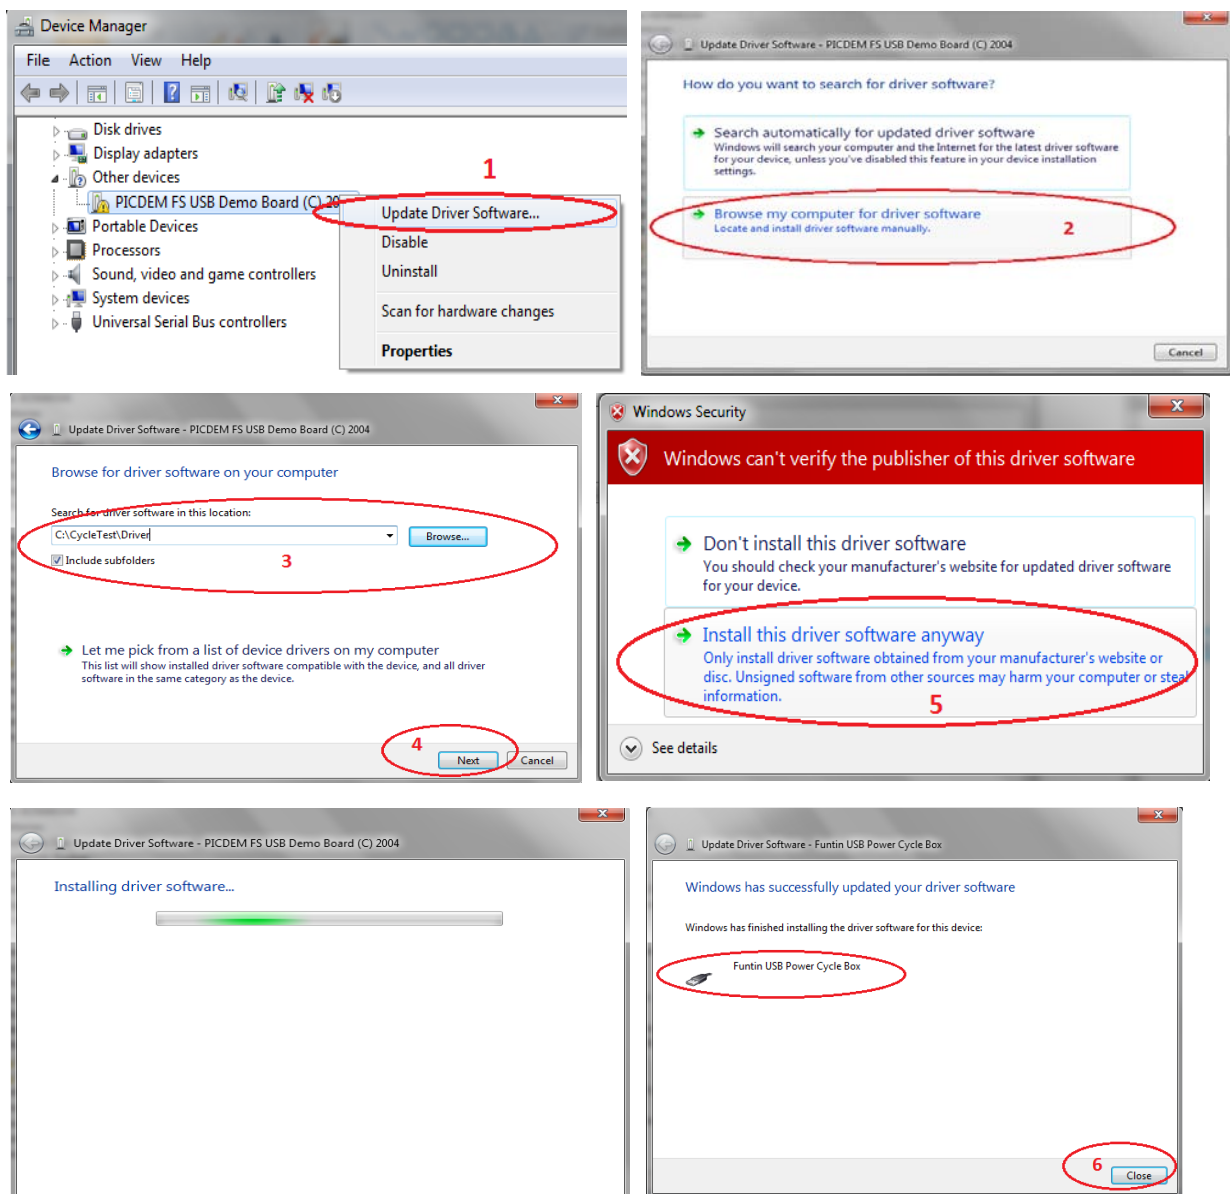 Device Manager
File Action View Help
Disk drives
Display adapters
Other devices
PICDEM FS USB Demo Board (C) 20
Portable Devices
Processors
Sound, video and game controllers
System devices
Universal Serial Bus controllers
1
Update Driver Software...
Disable
Uninstall
Scan for hardware changes
Properties
Update Driver Software - PICDEM FS USB Demo Board (C) 2004
How do you want to search for driver software?
Search automatically for updated driver software
Windows will search your computer and the Internet for the latest driver software
for your device, unless you've disabled this feature in your device installation
settings.
Browse my computer for driver software
Locate and install driver software manually.
2
Cancel
Update Driver Software - PICDEM FS USB Demo Board (C) 2004
Browse for driver software on your computer
Search for driver software in this location:
C:\CycleTest\Driver
Browse...
Include subfolders
3
Let me pick from a list of device drivers on my computer
This list will show installed driver software compatible with the device, and all driver
software in the same category as the device.
4
Next
Cancel
Windows Security
Windows can't verify the publisher of this driver software
Don't install this driver software
You should check your manufacturer's website for updated driver software
for your device.
Install this driver software anyway
Only install driver software obtained from your manufacturer's website or
disc. Unsigned software from other sources may harm your computer or steal
information.
5
See details
Update Driver Software - PICDEM FS USB Demo Board (C) 2004
Installing driver software...
Update Driver Software - Funtin USB Power Cycle Box
Windows has successfully updated your driver software
Windows has finished installing the driver software for this device:
Funtin USB Power Cycle Box
6
Close